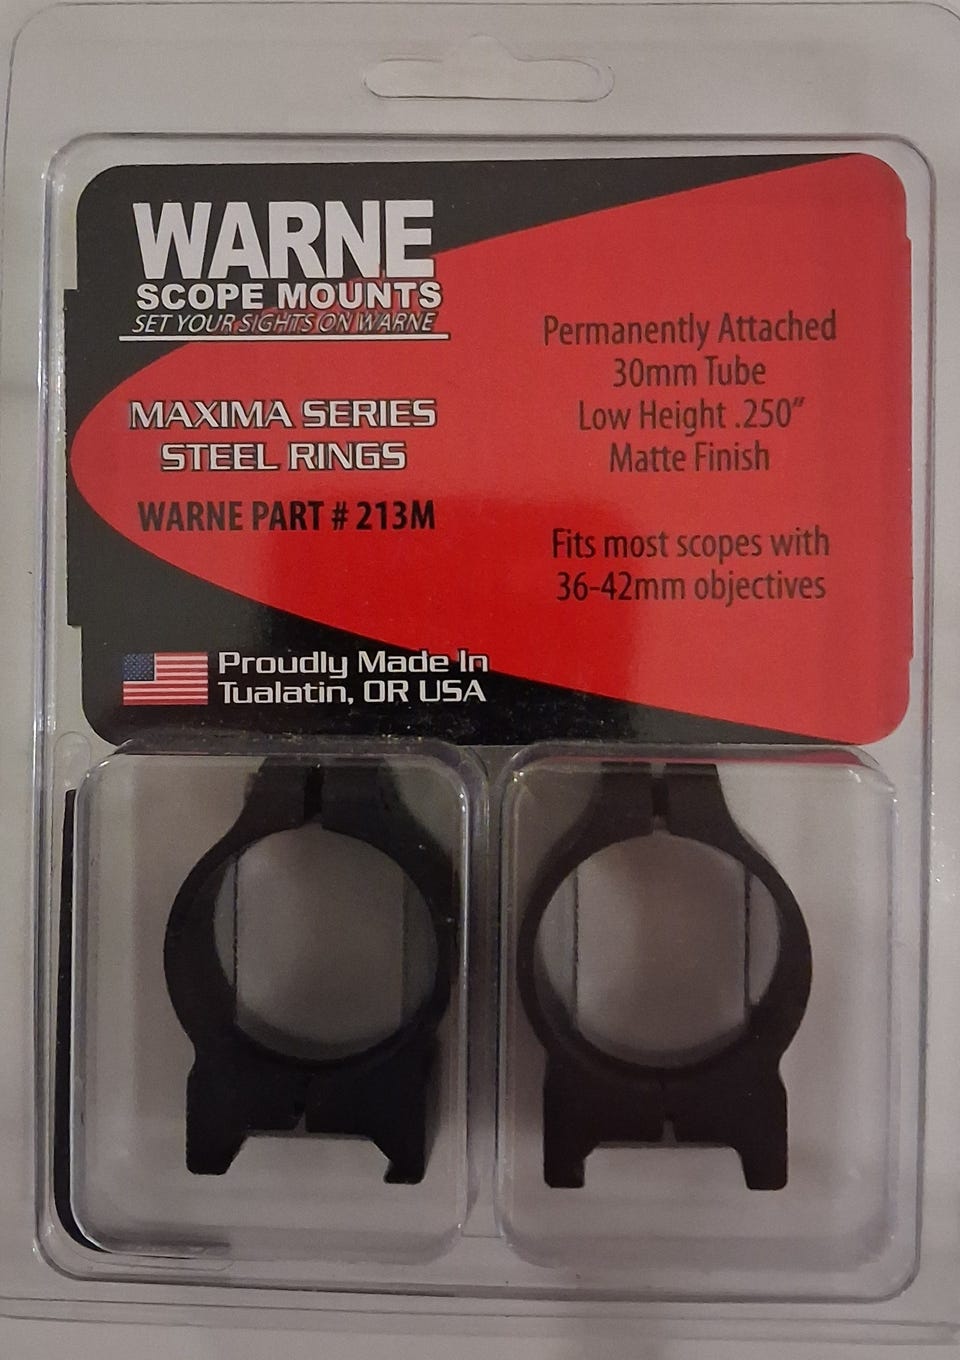 WARNE
SCOPE MOUNTS
SET YOUR SIGHTS ON WARNE
MAXIMA SERIES
STEEL RINGS
WARNE PART # 213M
Permanently Attached
30mm Tube
Low Height .250”
Matte Finish
Fits most scopes with
36-42mm objectives
Proudly Made In
Tualatin, OR USA